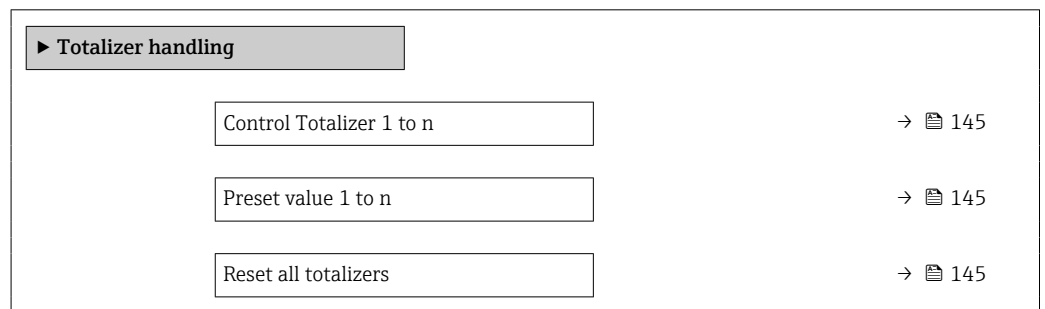 ▶ Totalizer handling
Control Totalizer 1 to n → 145
Preset value 1 to n → 145
Reset all totalizers → 145